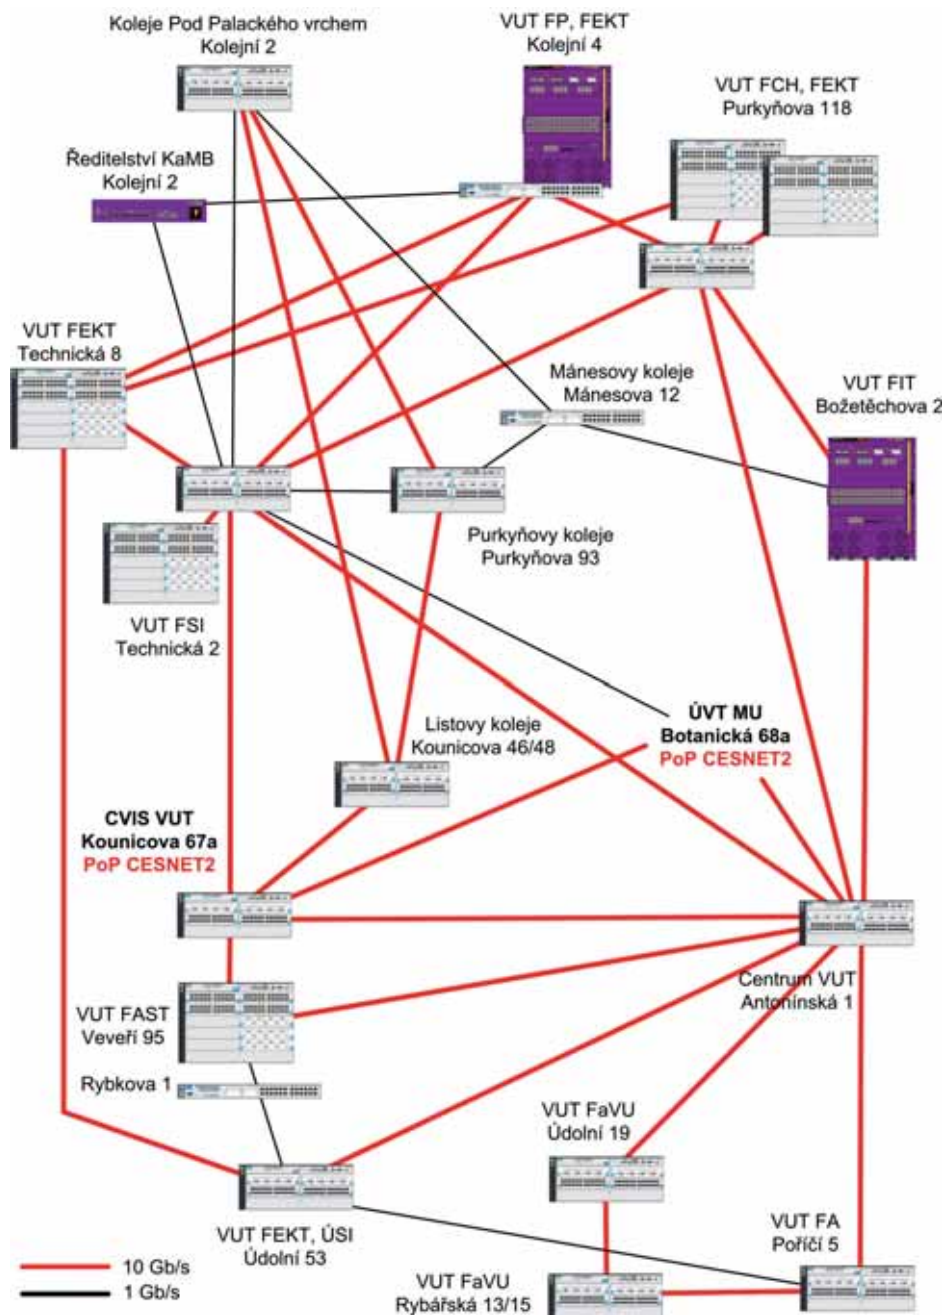 Koleje Pod Palackého vrchem
Kolejní 2
VUT FP, FEKT
Kolejní 4
VUT FCH, FEKT
Purkyňova 118
Ředitelství KaMB
Kolejní 2
VUT FEKT
Technická 8
Mánesovy koleje
Mánesova 12
VUT FIT
Božetěchova 2
Purkyňovy koleje
Purkyňova 93
VUT FSI
Technická 2
Listovy koleje
Kounicova 46/48
ÚVT MU
Botanická 68a
PoP CESNET2
CVIS VUT
Kounicova 67a
PoP CESNET2
Centrum VUT
Antonínská 1
VUT FAST
Veveří 95
Rybkova 1
VUT FaVU
Údolní 19
VUT FEKT, ÚSI
Údolní 53
VUT FA
Poříčí 5
VUT FaVU
Rybářská 13/15
10 Gb/s
1 Gb/s